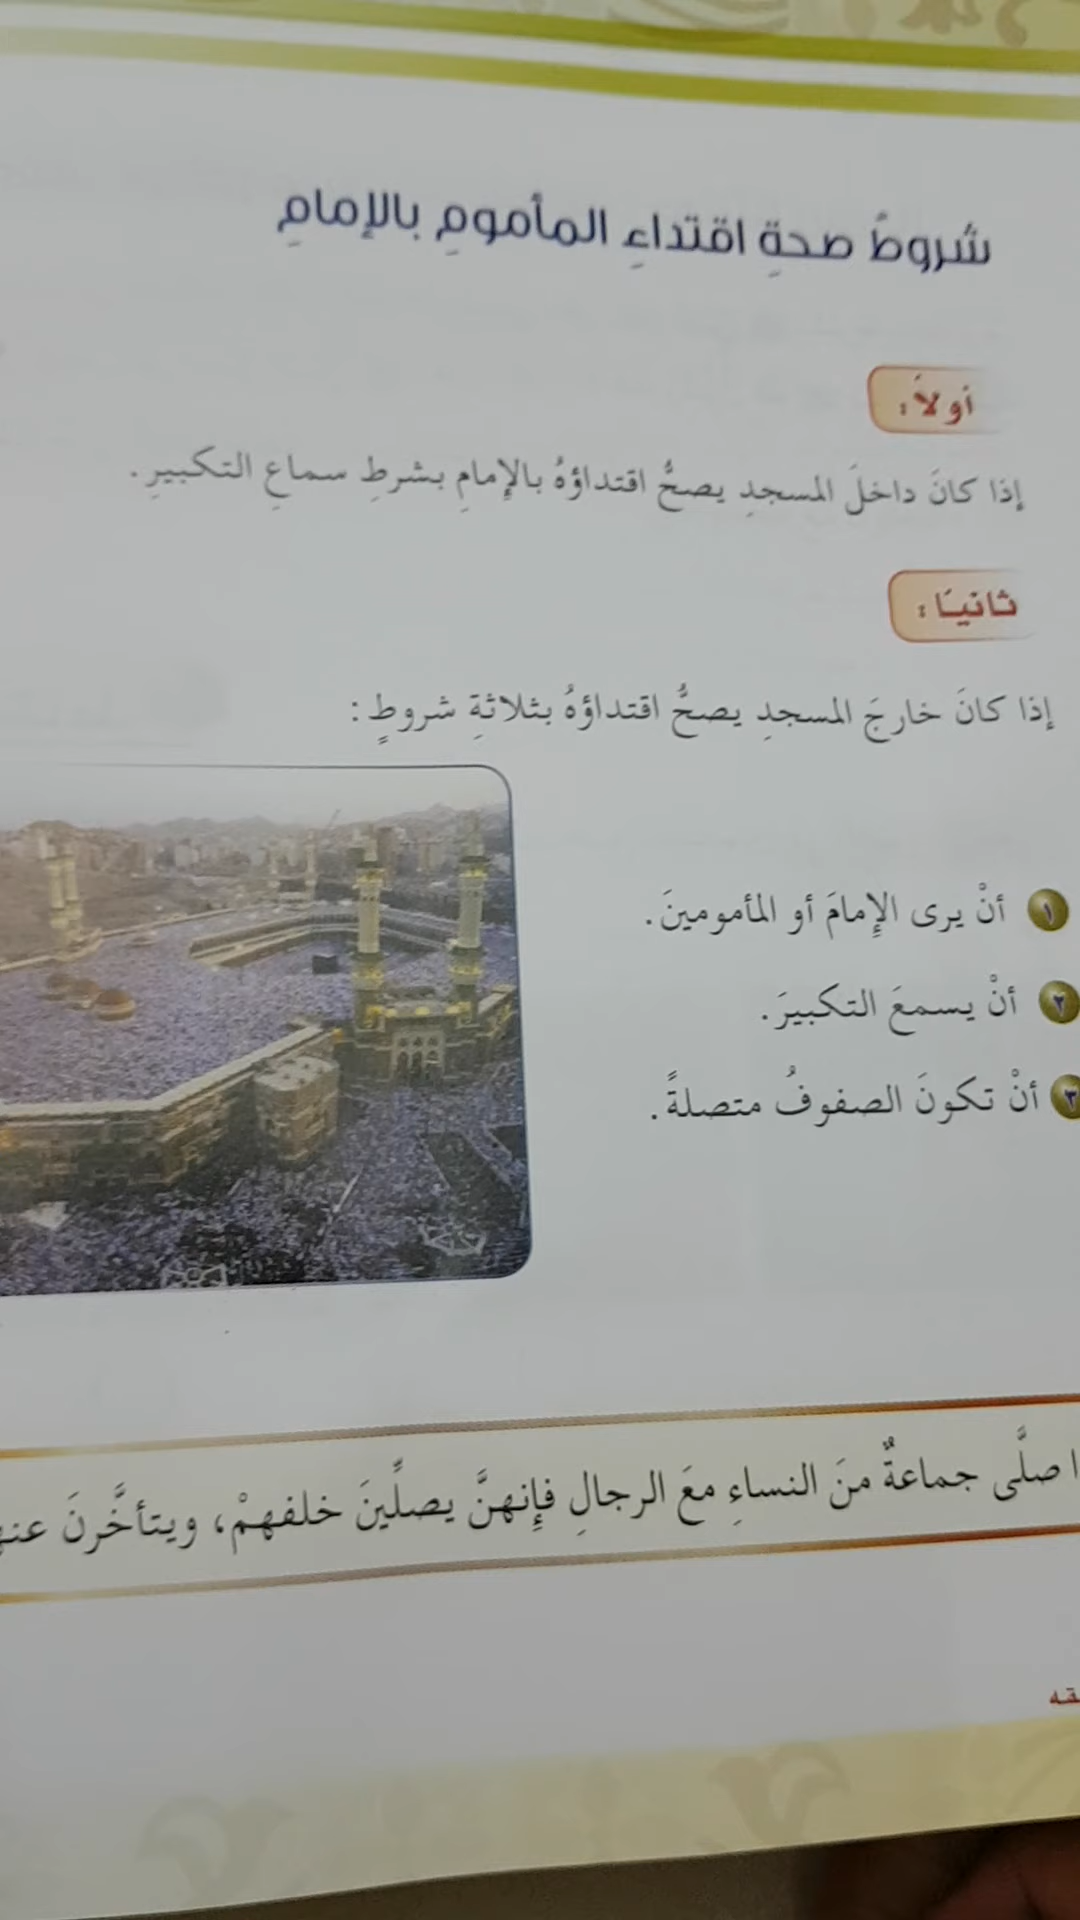 شروطُ صحةِ اقتداءِ المأمومِ بالإمامِ
أولاً:
إذا كانَ داخلَ المسجدِ يصحُّ اقتداؤهُ بالإمامِ بشرطِ سماعِ التكبيرِ.
ثانيًا:
إذا كانَ خارجَ المسجدِ يصحُّ اقتداؤهُ بثلاثةِ شروطٍ:
١ أنْ يرى الإمامَ أو المأمومينَ.
٢ أنْ يسمعَ التكبيرَ.
٣ أنْ تكونَ الصفوفُ متصلةً.
صلَّى جماعةٌ منَ النساءِ معَ الرجالِ فإنهنَّ يصلِّينَ خلفهمْ، ويتأخَّرنَ